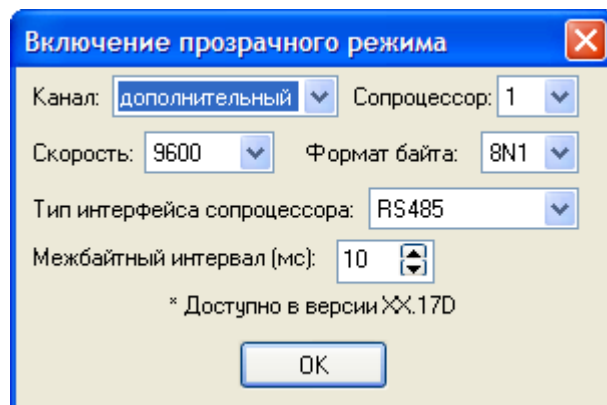 Включение прозрачного режима
Канал: дополнительный Сопроцессор: 1
Скорость: 9600 Формат байта: 8N1
Тип интерфейса сопроцессора: RS485
Межбайтный интервал (мс): 10
* Доступно в версии XX.17D
OK